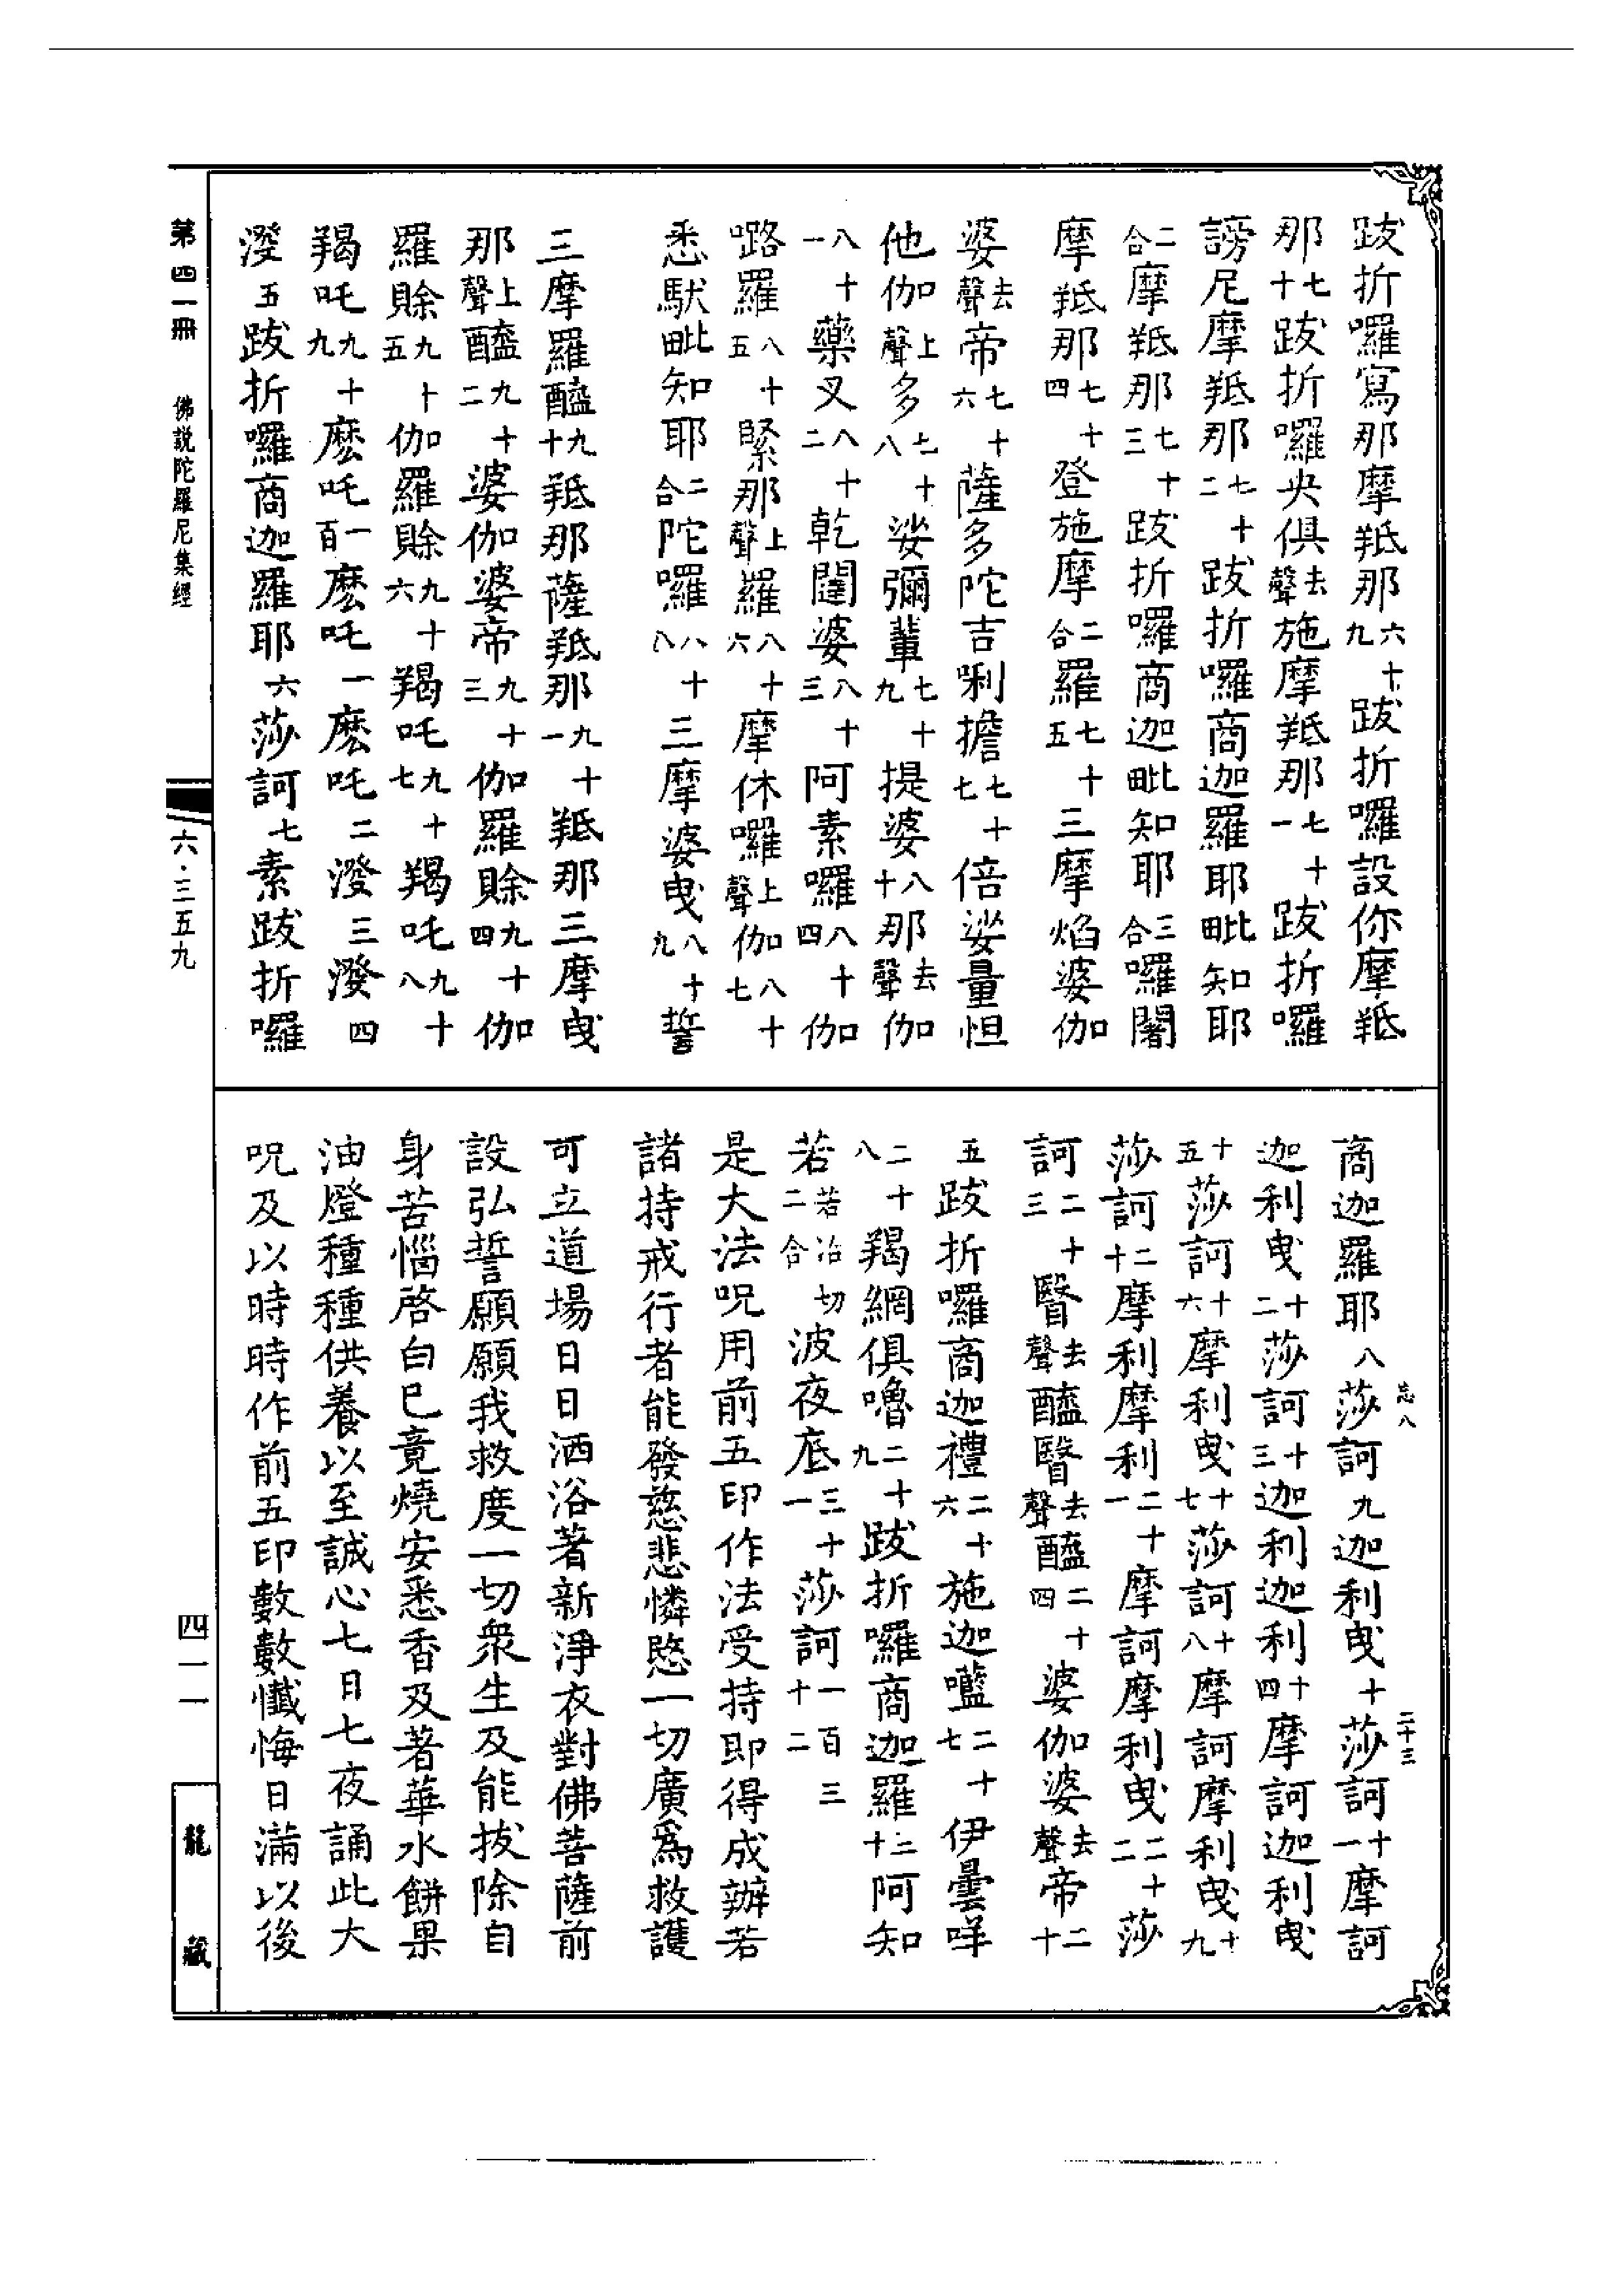 跋折囉寫那摩羝那六十九跋折囉設你摩羝
那七十跋折囉央俱去聲施摩羝那七十一跋折囉
謗尼摩羝那七十二跋折囉商迦羅耶毗知耶
二合摩羝那七十三跋折囉商迦毗知耶三合囉闍
摩羝那七十四登施摩二合羅七十五三摩焰婆伽
婆去聲帝七十六薩多陀吉唎擔七十七倍娑量怛
他伽上聲多七十八娑彌輩七十九提婆八十那去聲伽
八十一藥叉八十二乾闥婆八十三阿素囉八十四伽
嚕羅八十五緊那上聲羅八十六摩休囉上聲伽八十七
悉馱毗知耶二合陀囉八十八三摩婆曳八十九誓
三摩羅醯九十羝那薩羝那九十一羝那三摩曳
那上聲醯九十二婆伽婆帝九十三伽羅賒九十四伽
羅賒九十五伽羅賒九十六羯吒九十七羯吒九十八
羯吒九十九麽吒一百麽吒一麽吒二潑三潑四
潑五跋折囉商迦羅耶六莎訶七素跋折囉
商迦羅耶八莎訶九迦利曳十莎訶十一摩訶
迦利曳十二莎訶十三迦利迦利十四摩訶迦利曳
十五莎訶十六摩利曳十七莎訶十八摩訶摩利曳十九
莎訶二十摩利摩利二十一摩訶摩利曳二十二莎
訶二十三醫去聲醯醫去聲醯二十四婆伽婆去聲帝二十
五跋折囉商迦禮二十六施迦㘕二十七伊曇咩
二十八羯網俱嚕二十九跋折囉商迦羅三十阿知
若若冶切二合波夜底三十一莎訶一百三十二
是大法呪用前五印作法受持即得成辦若
諸持戒行者能發慈悲憐愍一切廣爲救護
可立道場日日洒浴著新淨衣對佛菩薩前
設弘誓願願我救度一切衆生及能拔除自
身苦惱啓白已竟燒安悉香及著華水餅果
油燈種種供養以至誠心七日七夜誦此大
呪及以時時作前五印數數懺悔日滿以後
忘八
二十三
第四一冊
佛説陀羅尼集經
六·三五九
四一一
龍藏